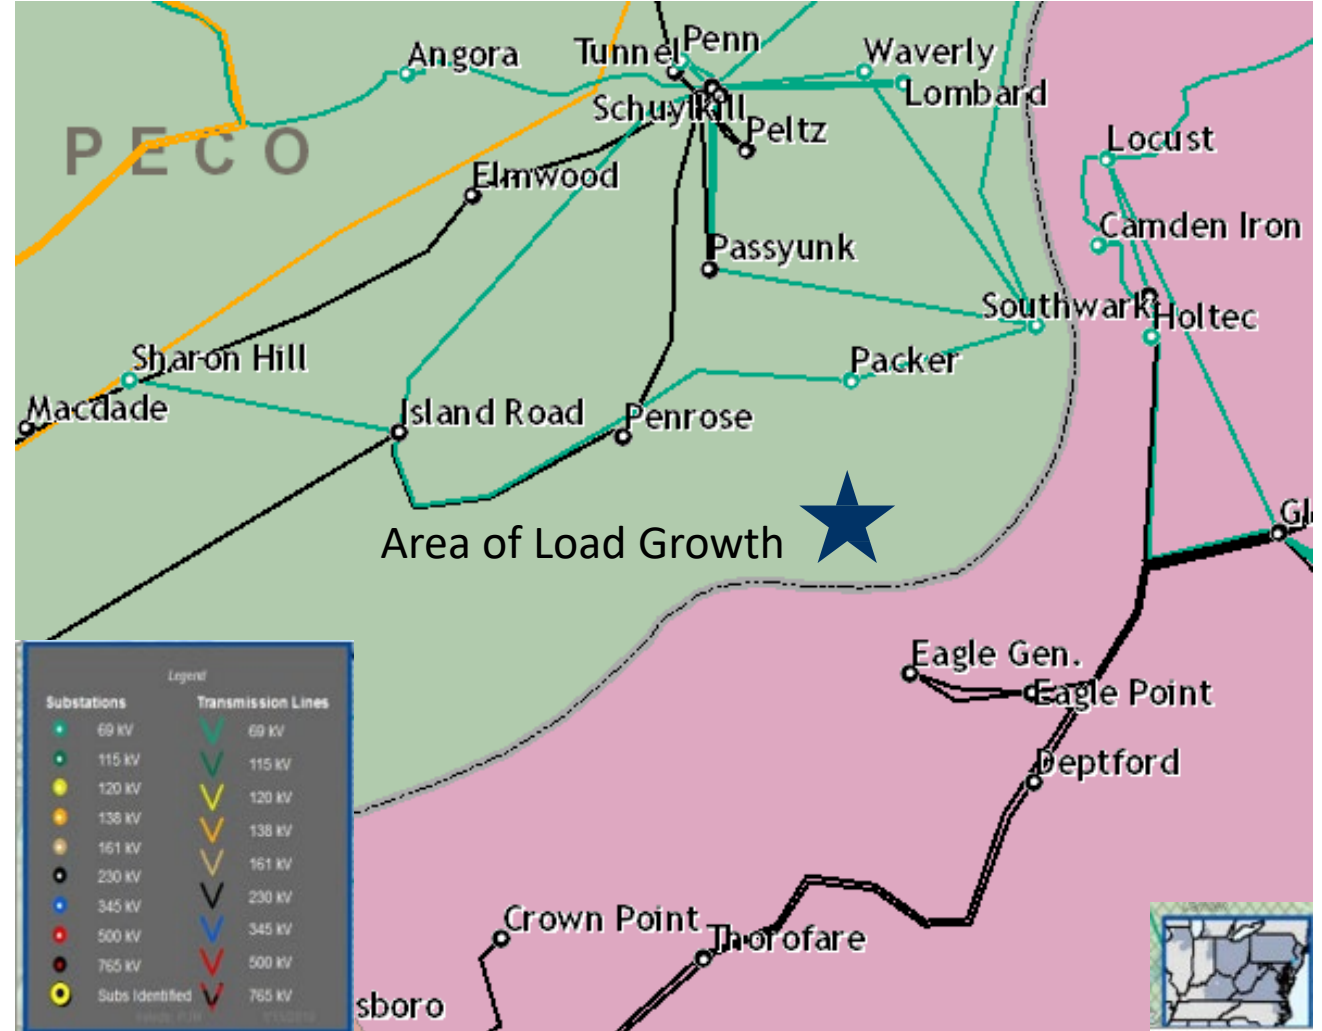 Angora
Tunnel
Penn
Waverly
Lombard
Schuylkill
Peltz
PECO
Elmwood
Locust
Camden Iron
Passyunk
Southwark
Holtec
Sharon Hill
Packer
Macdade
Island Road
Penrose
Gl
Area of Load Growth
Eagle Gen.
Eagle Point
Deptford
Crown Point
Thorofare
sboro
Legend
Substations
69 kV
115 kV
120 kV
138 kV
161 kV
230 kV
345 kV
500 kV
765 kV
Subs Identified
Transmission Lines
69 kV
115 kV
120 kV
138 kV
161 kV
230 kV
345 kV
500 kV
765 kV